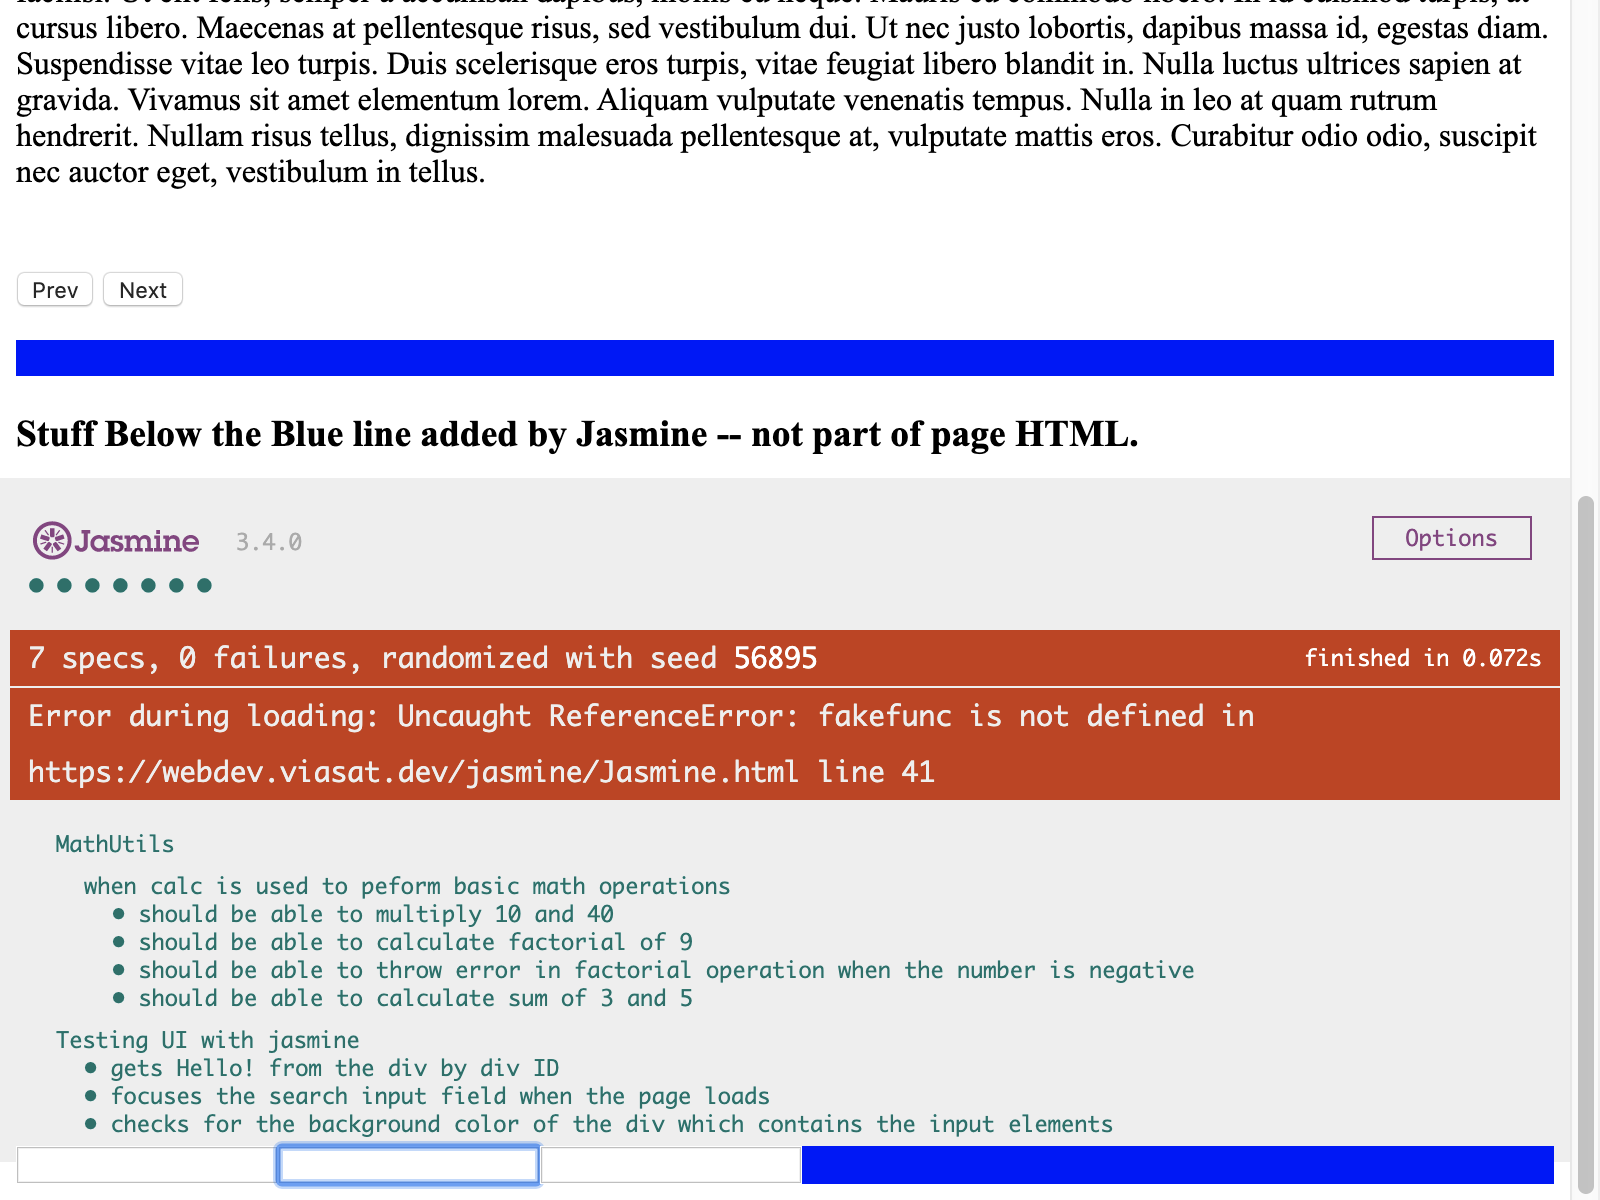 cursus libero. Maecenas at pellentesque risus, sed vestibulum dui. Ut nec justo lobortis, dapibus massa id, egestas diam.
Suspendisse vitae leo turpis. Duis scelerisque eros turpis, vitae feugiat libero blandit in. Nulla luctus ultrices sapien at
gravida. Vivamus sit amet elementum lorem. Aliquam vulputate venenatis tempus. Nulla in leo at quam rutrum
hendrerit. Nullam risus tellus, dignissim malesuada pellentesque at, vulputate mattis eros. Curabitur odio odio, suscipit
nec auctor eget, vestibulum in tellus.
Prev Next
Stuff Below the Blue line added by Jasmine -- not part of page HTML.
Jasmine 3.4.0 Options
7 specs, 0 failures, randomized with seed 56895 finished in 0.072s
Error during loading: Uncaught ReferenceError: fakefunc is not defined in
https://webdev.viasat.dev/jasmine/Jasmine.html line 41
MathUtils
when calc is used to peform basic math operations
• should be able to multiply 10 and 40
• should be able to calculate factorial of 9
• should be able to throw error in factorial operation when the number is negative
• should be able to calculate sum of 3 and 5
Testing UI with jasmine
• gets Hello! from the div by div ID
• focuses the search input field when the page loads
• checks for the background color of the div which contains the input elements